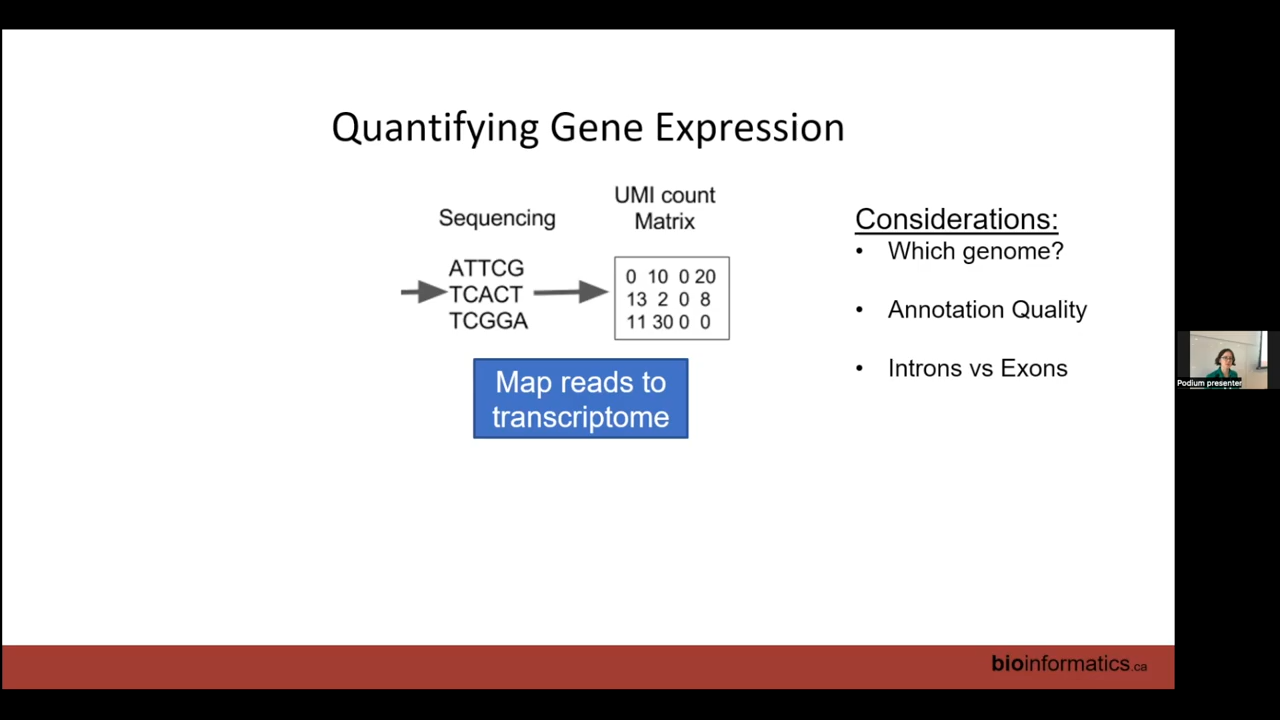 Quantifying Gene Expression
Sequencing
ATTCG
TCACT
TCGGA
UMI count
Matrix
0 10 0 20
13 2 0 8
11 30 0 0
Map reads to
transcriptome
Considerations:
• Which genome?
• Annotation Quality
• Introns vs Exons
Podium presenter
bioinformatics.ca